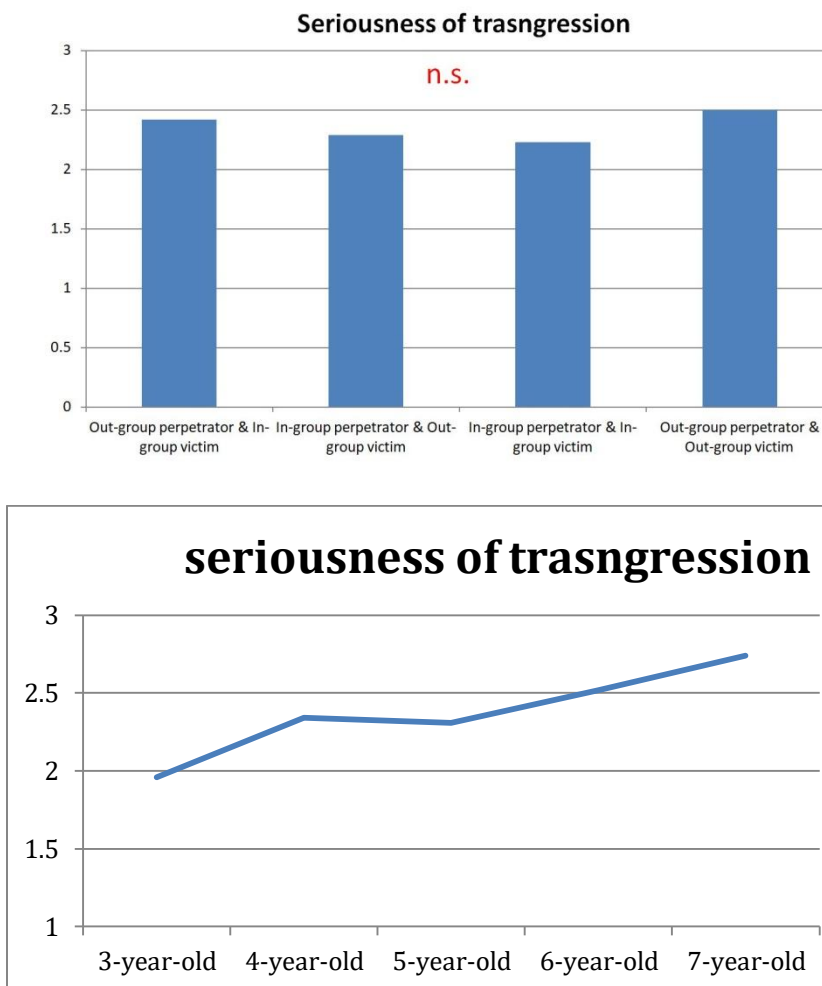 Seriousness of trasngression
3
n.s.
2.5
2
1.5
1
0.5
0
Out-group perpetrator & In-group victim
In-group perpetrator & Out-group victim
In-group perpetrator & In-group victim
Out-group perpetrator & Out-group victim
seriousness of trasngression
3
2.5
2
1.5
1
3-year-old 4-year-old 5-year-old 6-year-old 7-year-old